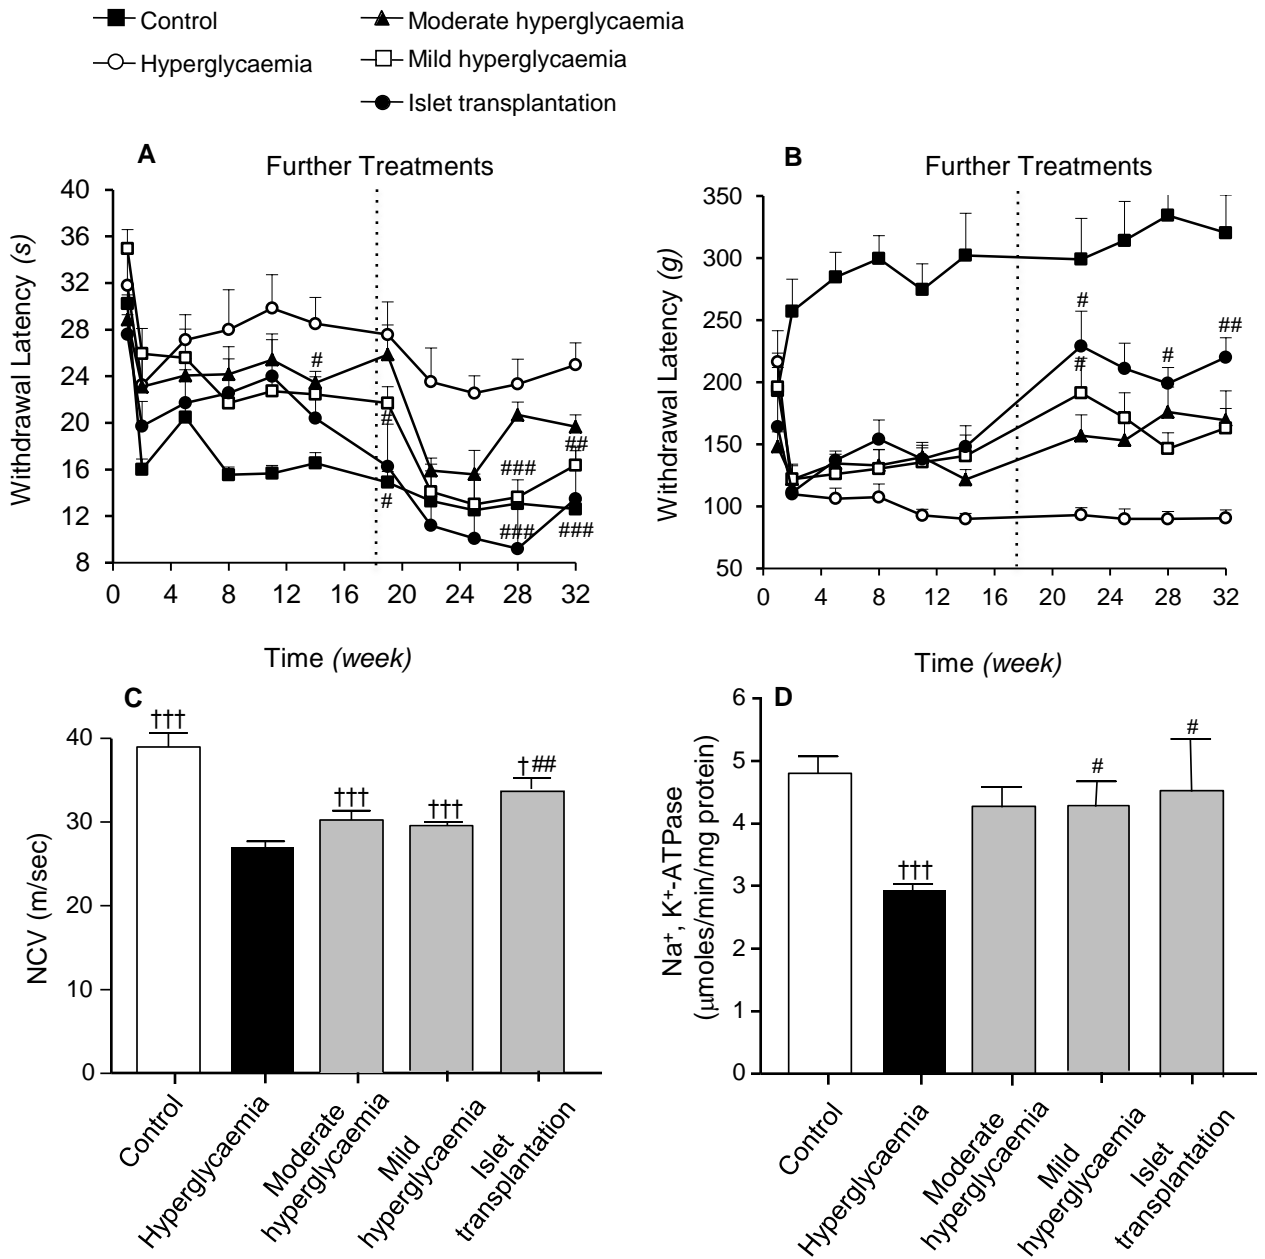 Control
Moderate hyperglycaemia
Hyperglycaemia
Mild hyperglycaemia
Islet transplantation
A
Further Treatments
40
36
32
28
24
20
16
12
8
Withdrawal Latency (s)
#
#
#
###
###
##
###
0 4 8 12 16 20 24 28 32
Time (week)
B
Further Treatments
350
300
250
200
150
100
50
Withdrawal Latency (g)
#
#
#
##
0 4 8 12 16 20 24 28 32
Time (week)
C
40
30
20
10
0
NCV (m/sec)
†††
†††
†††
†##
Control
Hyperglycaemia
Moderate
hyperglycaemia
Mild
hyperglycaemia
Islet
transplantation
D
6
5
4
3
2
1
0
Na⁺, K⁺-ATPase
(μmoles/min/mg protein)
†††
#
#
Control
Hyperglycaemia
Moderate
hyperglycaemia
Mild
hyperglycaemia
Islet
transplantation